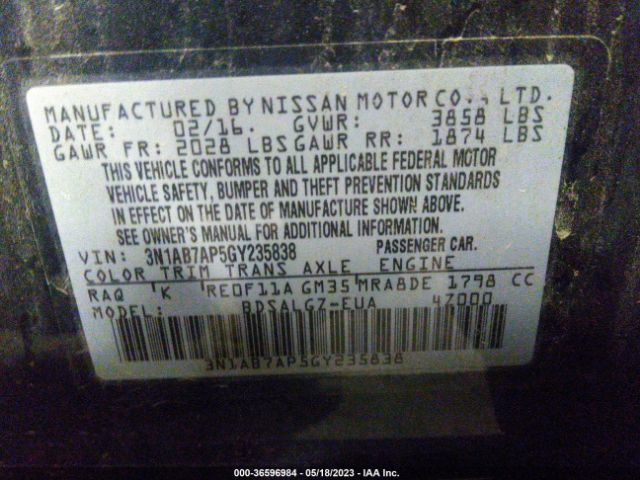 MANUFACTURED BY NISSAN MOTOR CO., LTD.
DATE: 02/16. GVWR: 3858 LBS
GAWR FR: 2028 LBS GAWR RR: 1874 LBS
THIS VEHICLE CONFORMS TO ALL APPLICABLE FEDERAL MOTOR
VEHICLE SAFETY, BUMPER AND THEFT PREVENTION STANDARDS
IN EFFECT ON THE DATE OF MANUFACTURE SHOWN ABOVE.
SEE OWNER'S MANUAL FOR ADDITIONAL INFORMATION.
VIN: 3N1AB7AP5GY235838 PASSENGER CAR.
COLOR TRIM TRANS AXLE ENGINE
RAQ K RE0F11A GM35 MRA8DE 1798 CC
MODEL: BDSALGZ-EUA 4Z000
3N1AB7AP5GY235838
000-36596984 - 05/18/2023 - IAA Inc.